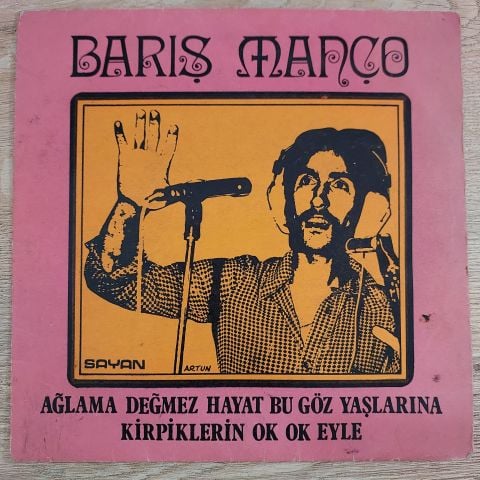 BARIŞ MANÇO
SAYAN
ARTUN
AĞLAMA DEĞMEZ HAYAT BU GÖZ YAŞLARINA
KİRPİKLERİN OK OK EYLE